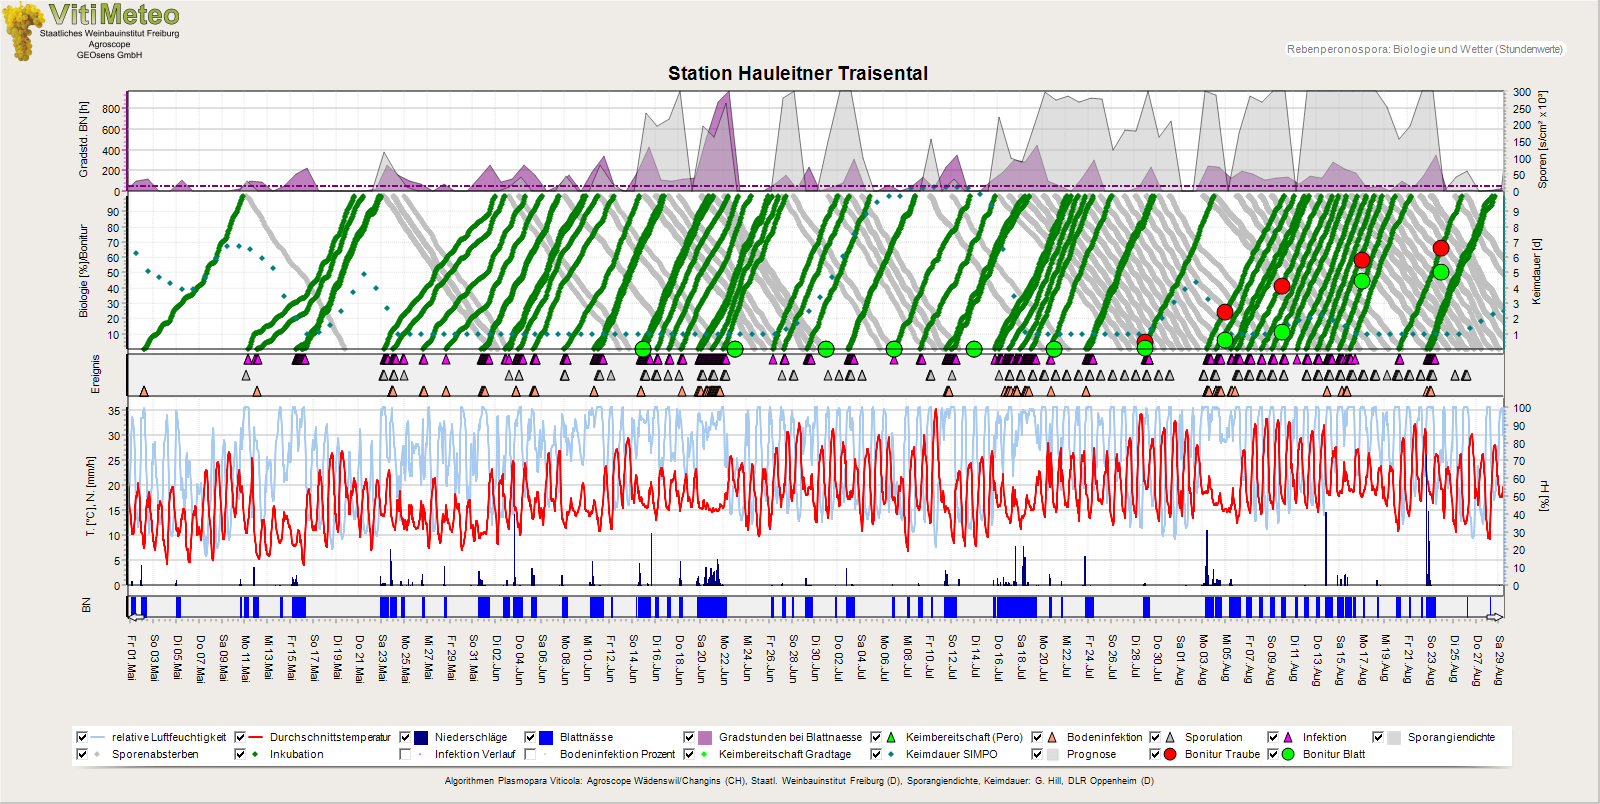 VitiMeteo
Staatliches Weinbauinstitut Freiburg
Agroscope
GEOsens GmbH
Rebenperonospora: Biologie und Wetter (Stundenwerte)
Station Hauleitner Traisental
Gradstd. BN [h]
800
600
400
200
0
300
250
200
150
100
50
0
Sporen [s/cm² x 10³]
Biologie [%]/Bonitur
90
80
70
60
50
40
30
20
10
9
8
7
6
5
4
3
2
1
Keimdauer [d]
Ereignis
T. [°C], N. [mm/h]
35
30
25
20
15
10
5
0
100
90
80
70
60
50
40
30
20
10
0
rH [%]
BN
Fr 01.Mai
So 03.Mai
Di 05.Mai
Do 07.Mai
Sa 09.Mai
Mo 11.Mai
Mi 13.Mai
Fr 15.Mai
So 17.Mai
Di 19.Mai
Do 21.Mai
Sa 23.Mai
Mo 25.Mai
Mi 27.Mai
Fr 29.Mai
So 31.Mai
Di 02.Jun
Do 04.Jun
Sa 06.Jun
Mo 08.Jun
Mi 10.Jun
Fr 12.Jun
So 14.Jun
Di 16.Jun
Do 18.Jun
Sa 20.Jun
Mo 22.Jun
Mi 24.Jun
Fr 26.Jun
So 28.Jun
Di 30.Jun
Do 02.Jul
Sa 04.Jul
Mo 06.Jul
Mi 08.Jul
Fr 10.Jul
So 12.Jul
Di 14.Jul
Do 16.Jul
Sa 18.Jul
Mo 20.Jul
Mi 22.Jul
Fr 24.Jul
So 26.Jul
Di 28.Jul
Do 30.Jul
Sa 01.Aug
Mo 03.Aug
Mi 05.Aug
Fr 07.Aug
So 09.Aug
Di 11.Aug
Do 13.Aug
Sa 15.Aug
Mo 17.Aug
Mi 19.Aug
Fr 21.Aug
So 23.Aug
Di 25.Aug
Do 27.Aug
Sa 29.Aug
relative Luftfeuchtigkeit Durchschnittstemperatur Niederschläge Blattnässe Gradstunden bei Blattnaesse Keimbereitschaft (Pero) Bodeninfektion Sporulation Infektion Sporangiendichte
Sporenabsterben Inkubation Infektion Verlauf Bodeninfektion Prozent Keimbereitschaft Gradtage Keimdauer SIMPO Prognose Bonitur Traube Bonitur Blatt
Algorithmen Plasmopara Viticola: Agroscope Wädenswil/Changins (CH), Staatl. Weinbauinstitut Freiburg (D), Sporangiendichte, Keimdauer: G. Hill, DLR Oppenheim (D)